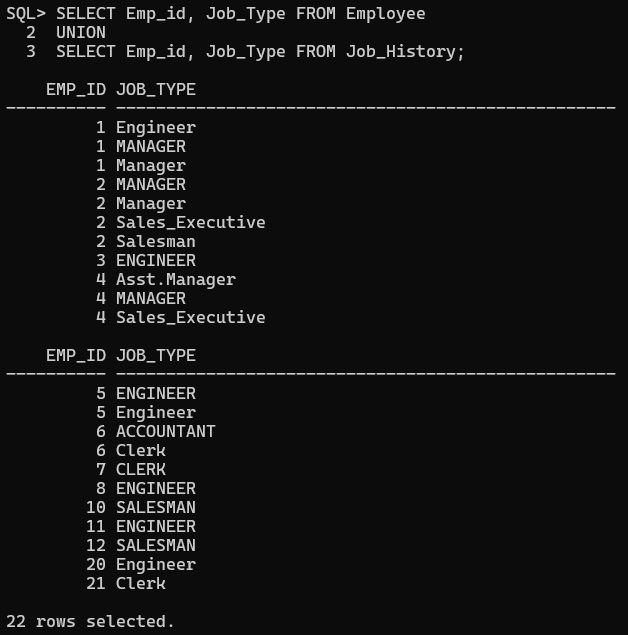 SQL> SELECT Emp_id, Job_Type FROM Employee
  2  UNION
  3  SELECT Emp_id, Job_Type FROM Job_History;

    EMP_ID JOB_TYPE
---------- --------------------------------------------------
         1 Engineer
         1 MANAGER
         1 Manager
         2 MANAGER
         2 Manager
         2 Sales_Executive
         2 Salesman
         3 ENGINEER
         4 Asst.Manager
         4 MANAGER
         4 Sales_Executive

    EMP_ID JOB_TYPE
---------- --------------------------------------------------
         5 ENGINEER
         5 Engineer
         6 ACCOUNTANT
         6 Clerk
         7 CLERK
         8 ENGINEER
        10 SALESMAN
        11 ENGINEER
        12 SALESMAN
        20 Engineer
        21 Clerk

22 rows selected.